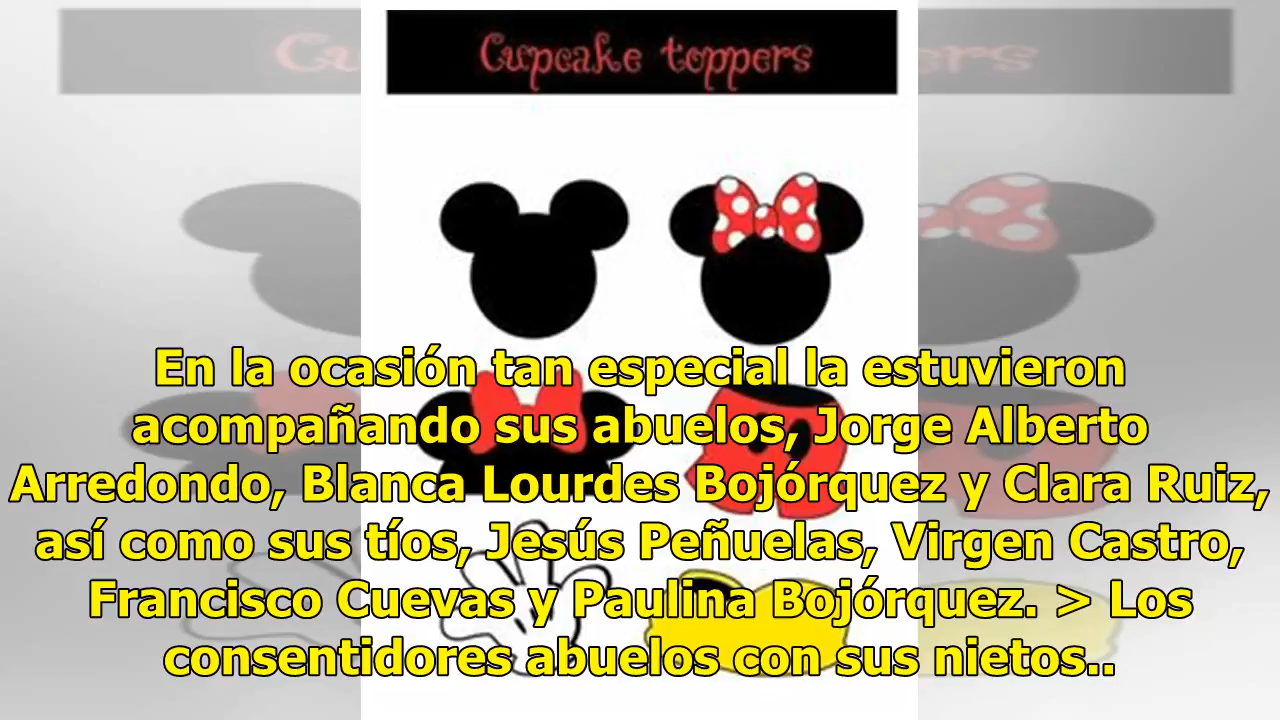 Cupcake toppers
En la ocasión tan especial la estuvieron
acompañando sus abuelos, Jorge Alberto
Arredondo, Blanca Lourdes Bojórquez y Clara Ruiz,
así como sus tíos, Jesús Peñuelas, Virgen Castro,
Francisco Cuevas y Paulina Bojórquez. > Los
consentidores abuelos con sus nietos..